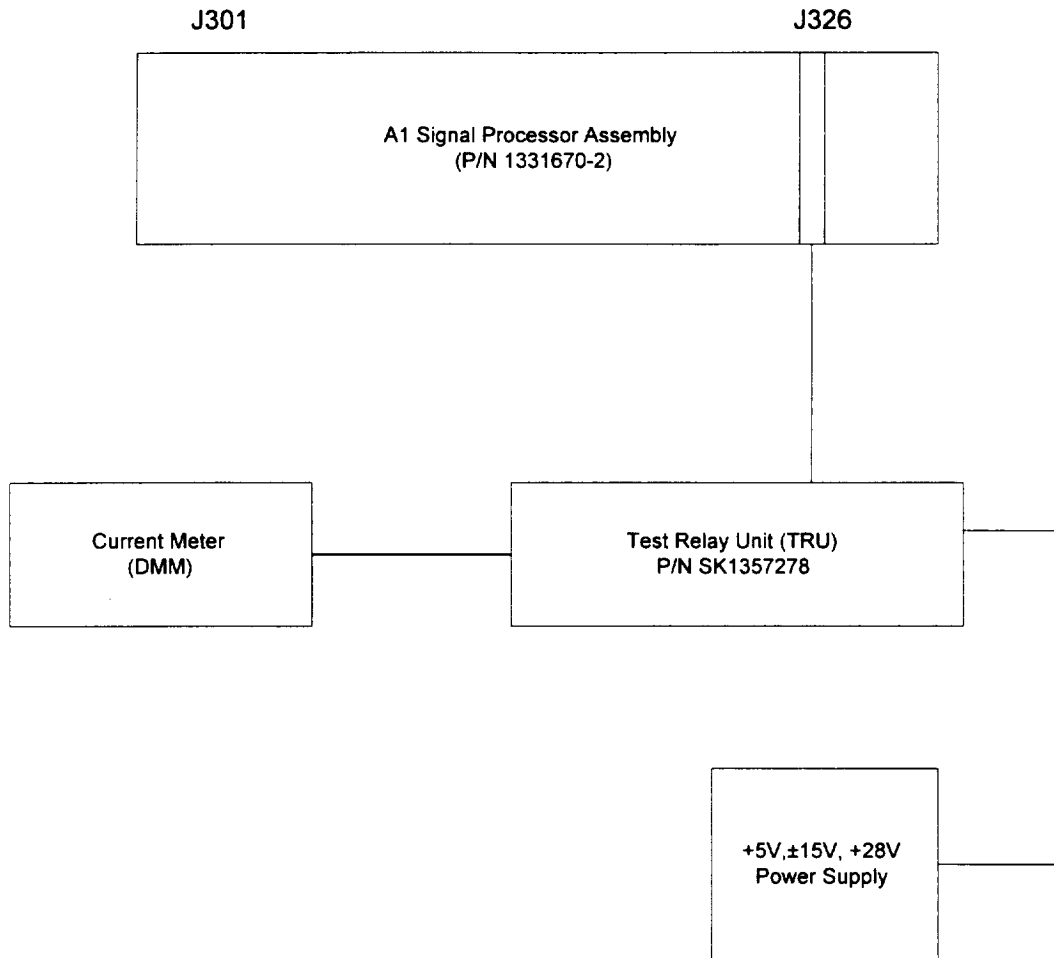 J301
J326
A1 Signal Processor Assembly
(P/N 1331670-2)
Current Meter
(DMM)
Test Relay Unit (TRU)
P/N SK1357278
+5V,±15V, +28V
Power Supply